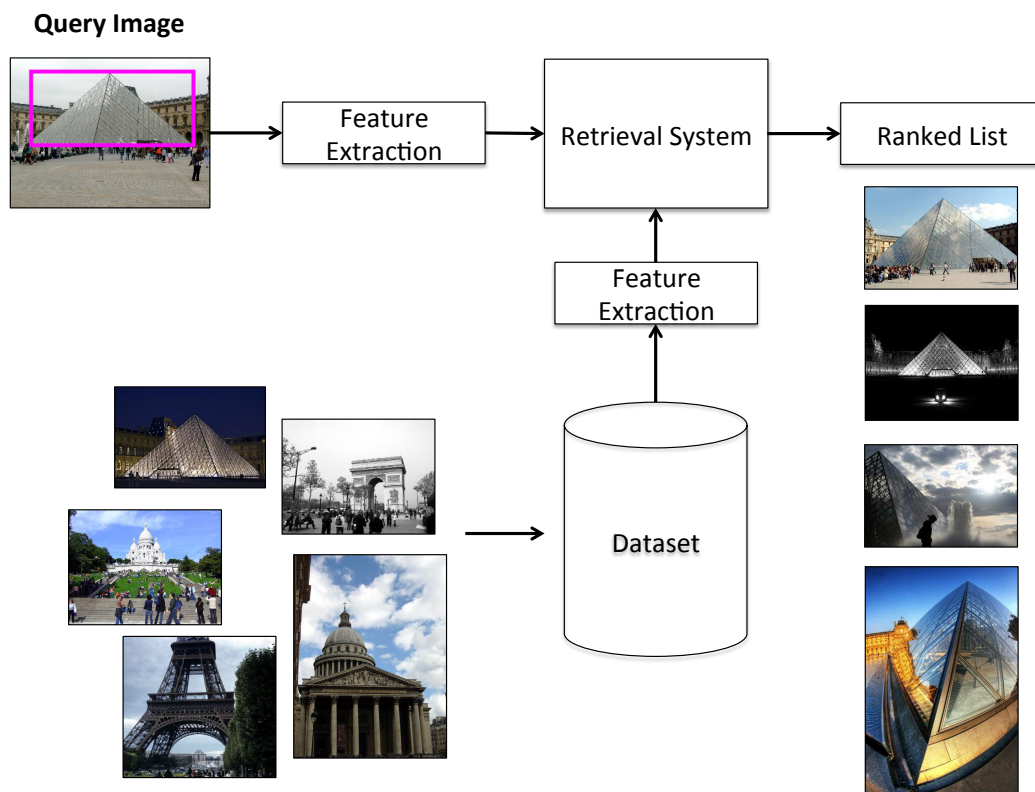 Query Image
Feature
Extraction
Retrieval System
Ranked List
Feature
Extraction
Dataset